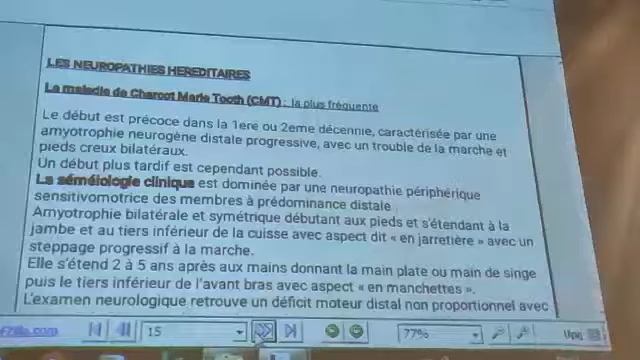 LES NEUROPATHIES HEREDITAIRES
La maladie de Charcot Marie Tooth (CMT) : la plus fréquente
Le début est précoce dans la 1ere ou 2eme décennie, caractérisée par une
amyotrophie neurogène distale progressive, avec un trouble de la marche et
pieds creux bilatéraux.
Un début plus tardif est cependant possible.
La séméiologie clinique est dominée par une neuropathie périphérique
sensitivomotrice des membres à prédominance distale
Amyotrophie bilatérale et symétrique débutant aux pieds et s'étendant à la
jambe et au tiers inférieur de la cuisse avec aspect dit « en jarretière » avec un
steppage progressif à la marche.
Elle s'étend 2 à 5 ans après aux mains donnant la main plate ou main de singe
puis le tiers inférieur de l'avant bras avec aspect « en manchettes ».
L'examen neurologique retrouve un déficit moteur distal non proportionnel avec
15
77%